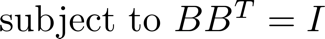 subject to $BB^T = I$